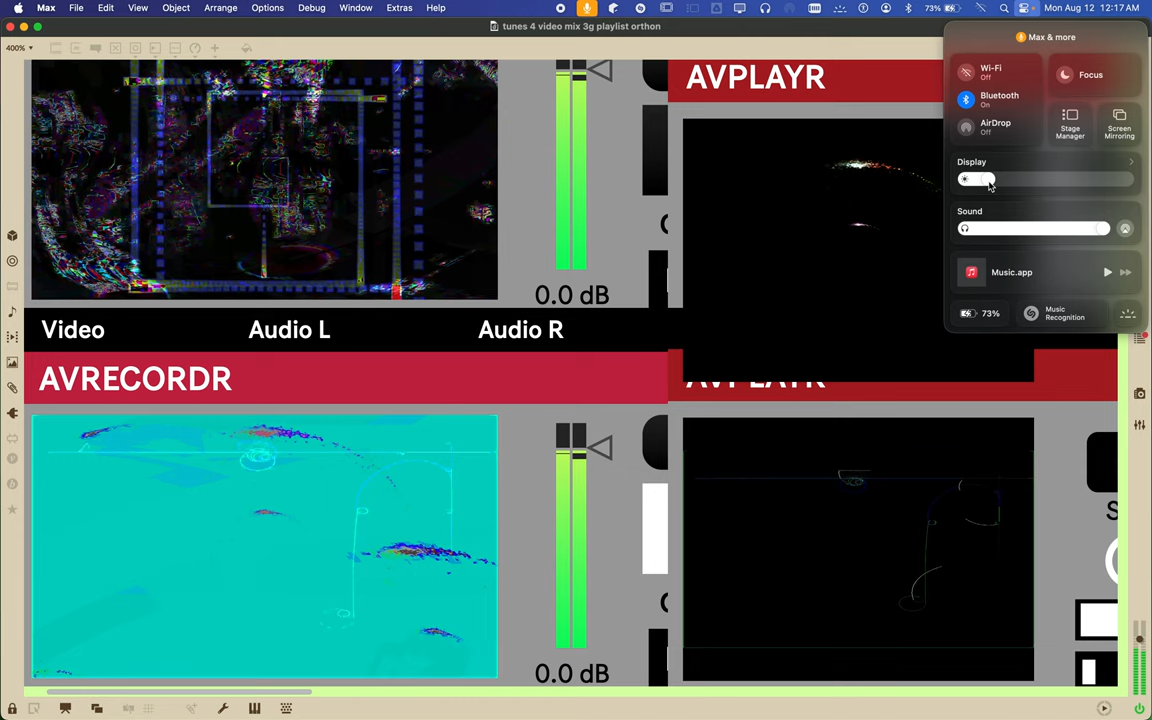 Max File Edit View Object Arrange Options Debug Window Extras Help 73% Mon Aug 12 12:17 AM
tunes 4 video mix 3g playlist orthon
400%
Max & more
Wi-Fi
Off
Focus
Bluetooth
On
AirDrop
Off
Stage
Manager
Screen
Mirroring
Display
Sound
Music.app
73%
Music
Recognition
AVPLAYR
0.0 dB
Video Audio L Audio R
AVRECORDR
AVPLAYR
0.0 dB